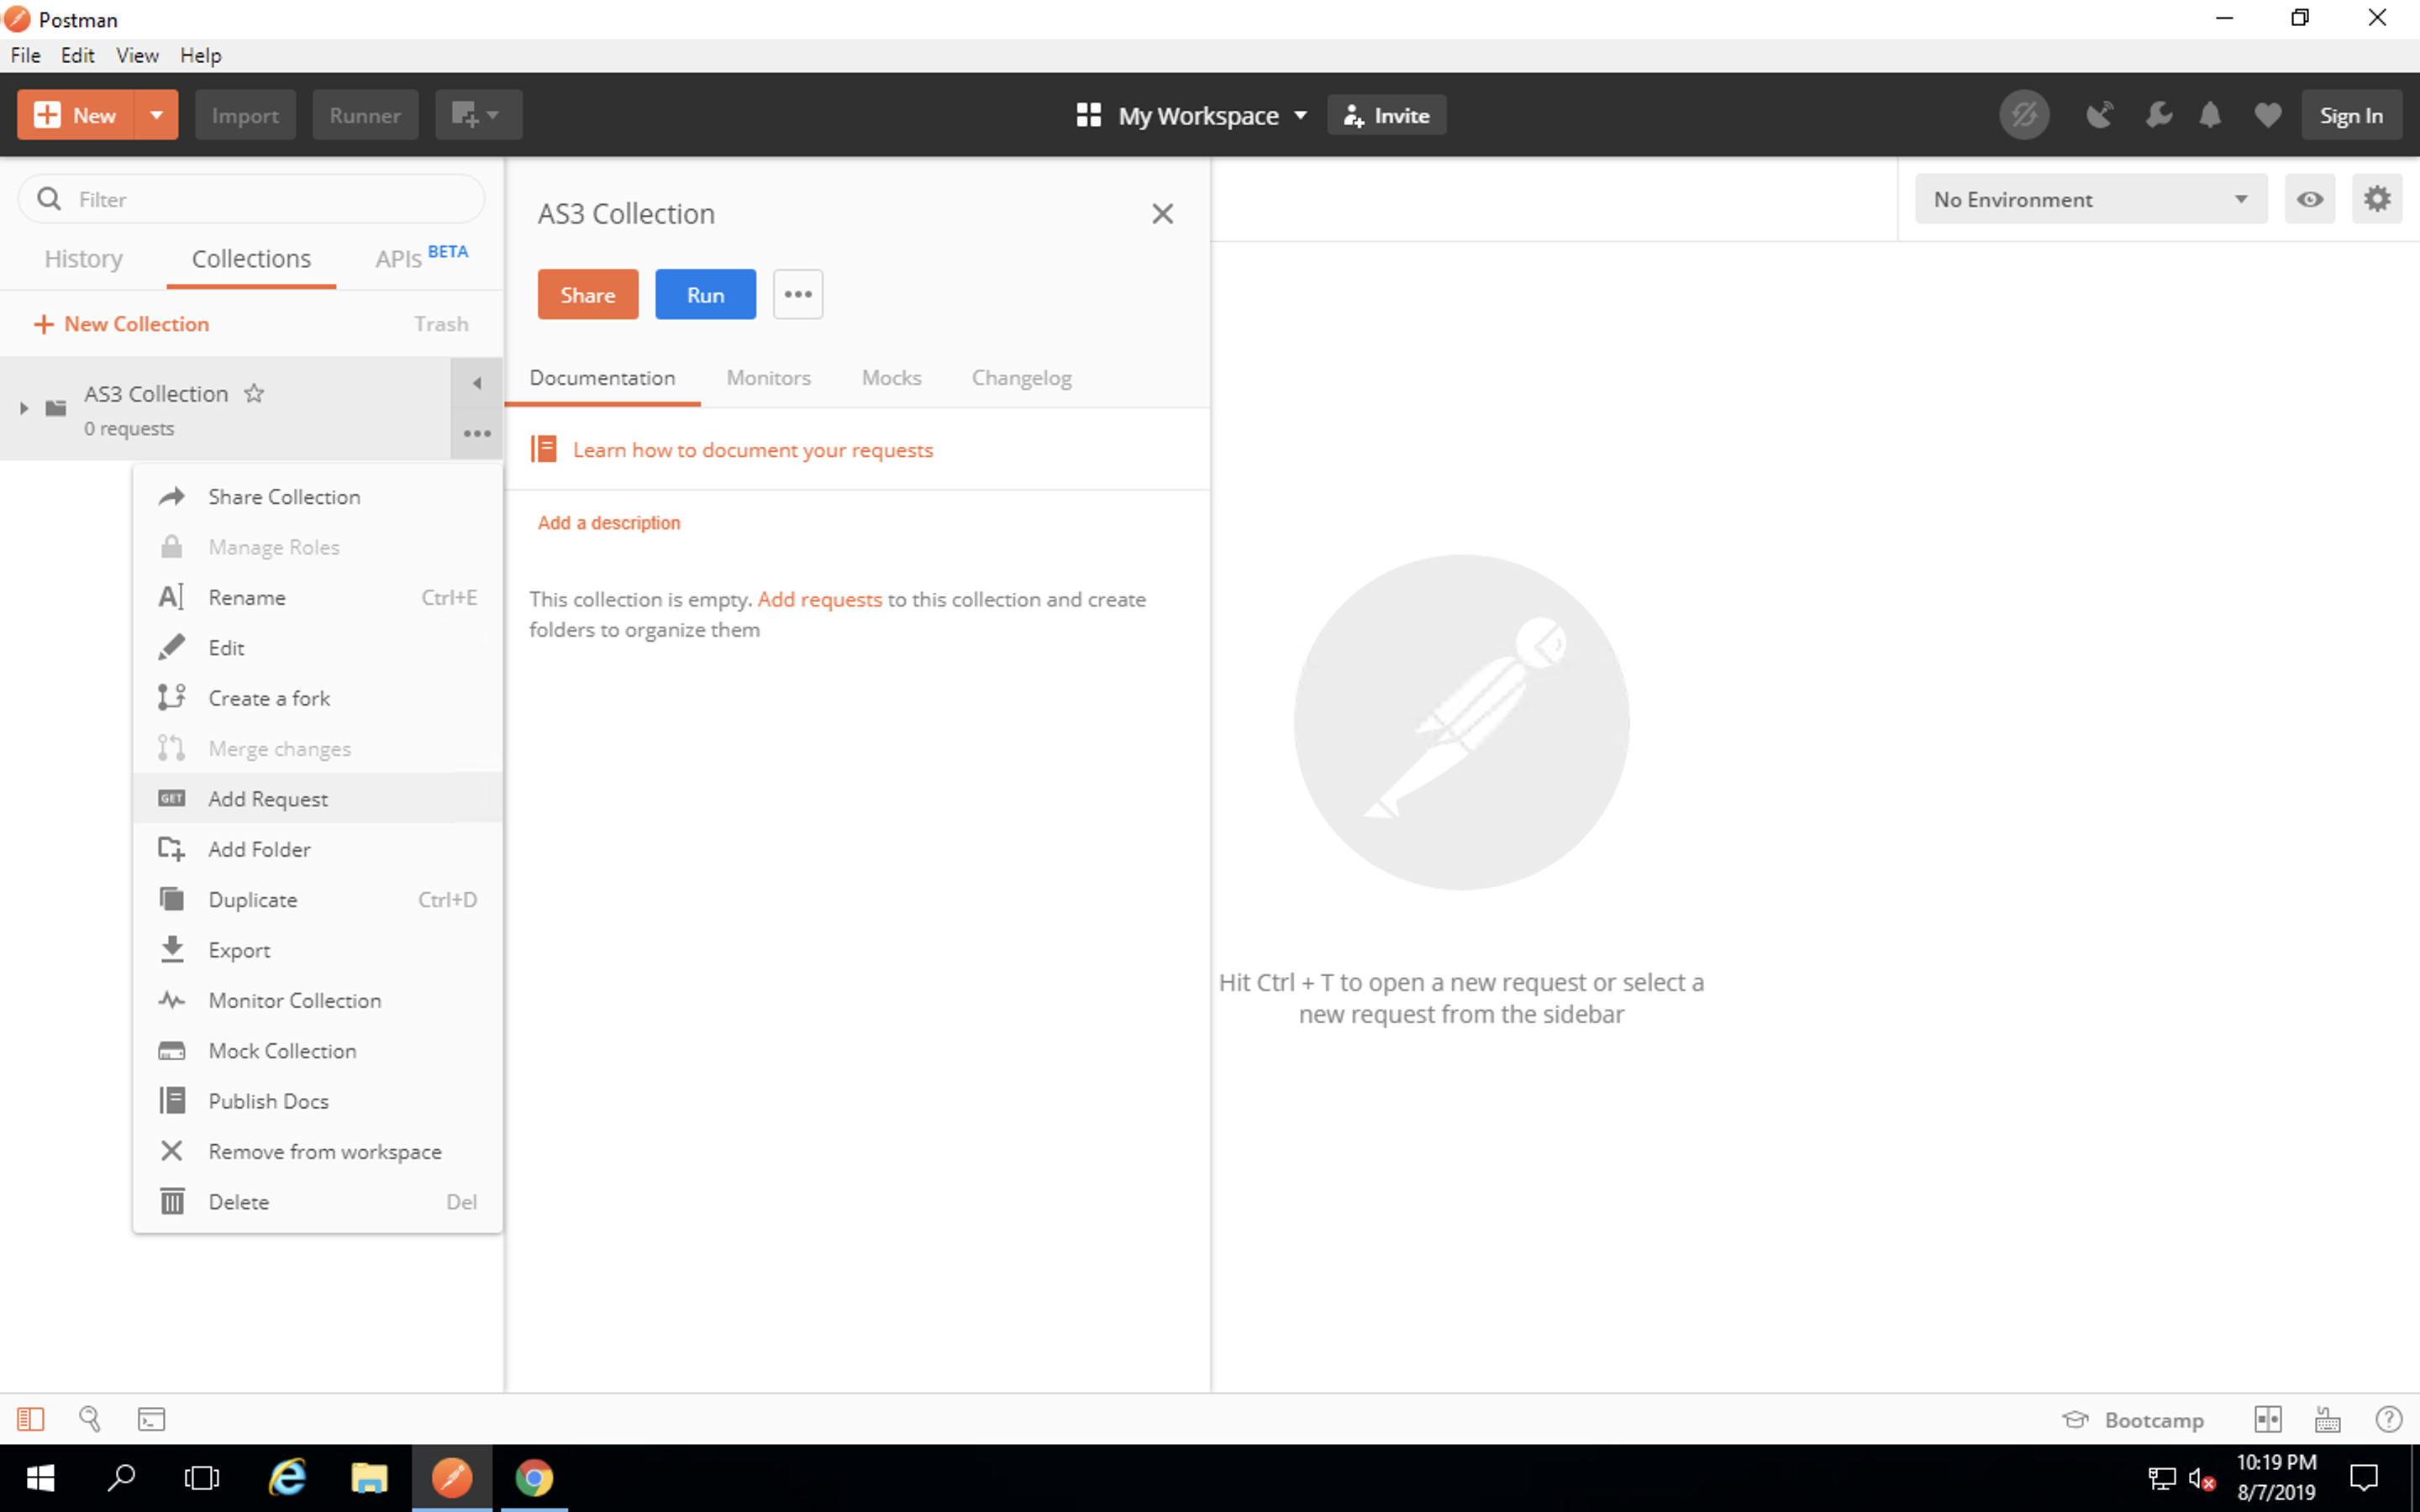 Postman
File Edit View Help
New Import Runner My Workspace Invite Sign In
Filter
History Collections APIs BETA
New Collection Trash
AS3 Collection
0 requests
Share Collection
Manage Roles
Rename Ctrl+E
Edit
Create a fork
Merge changes
GET Add Request
Add Folder
Duplicate Ctrl+D
Export
Monitor Collection
Mock Collection
Publish Docs
Remove from workspace
Delete Del
AS3 Collection
Share Run
Documentation Monitors Mocks Changelog
Learn how to document your requests
Add a description
This collection is empty. Add requests to this collection and create
folders to organize them
No Environment
Hit Ctrl + T to open a new request or select a
new request from the sidebar
Bootcamp
10:19 PM
8/7/2019